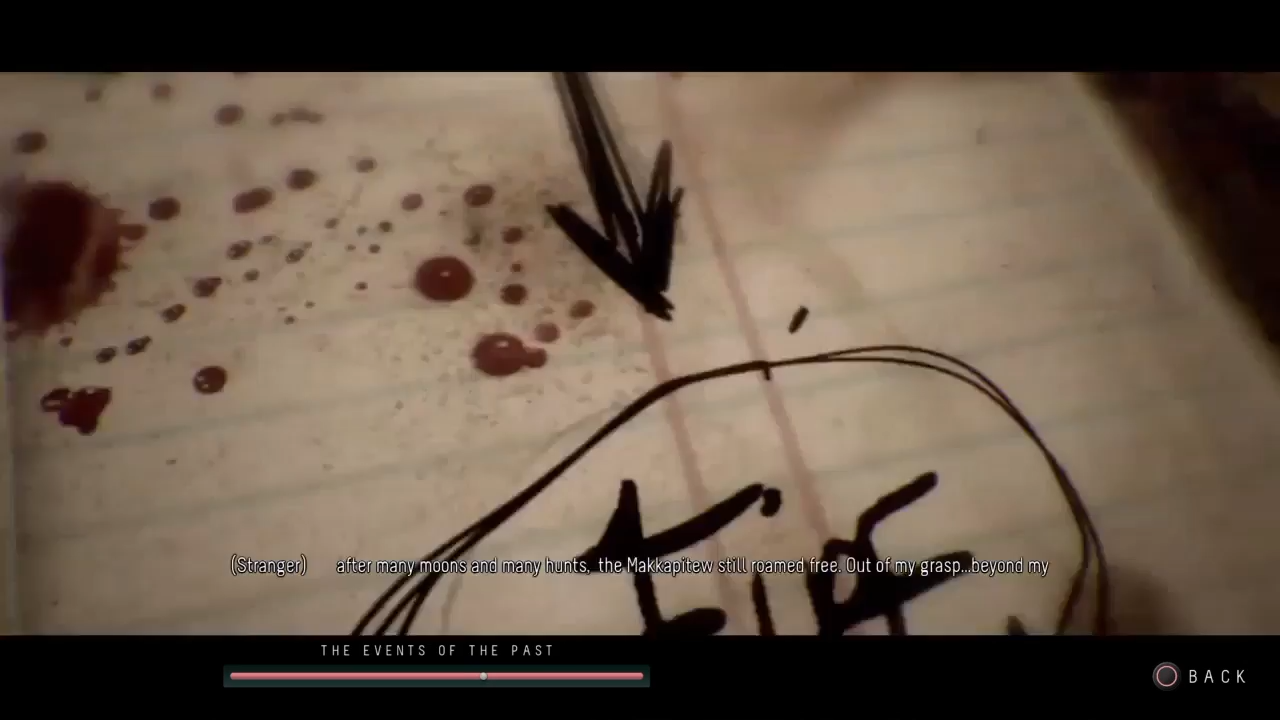 FIRE
(Stranger) after many moons and many hunts, the Makkapitew still roamed free. Out of my grasp...beyond my
THE EVENTS OF THE PAST
BACK